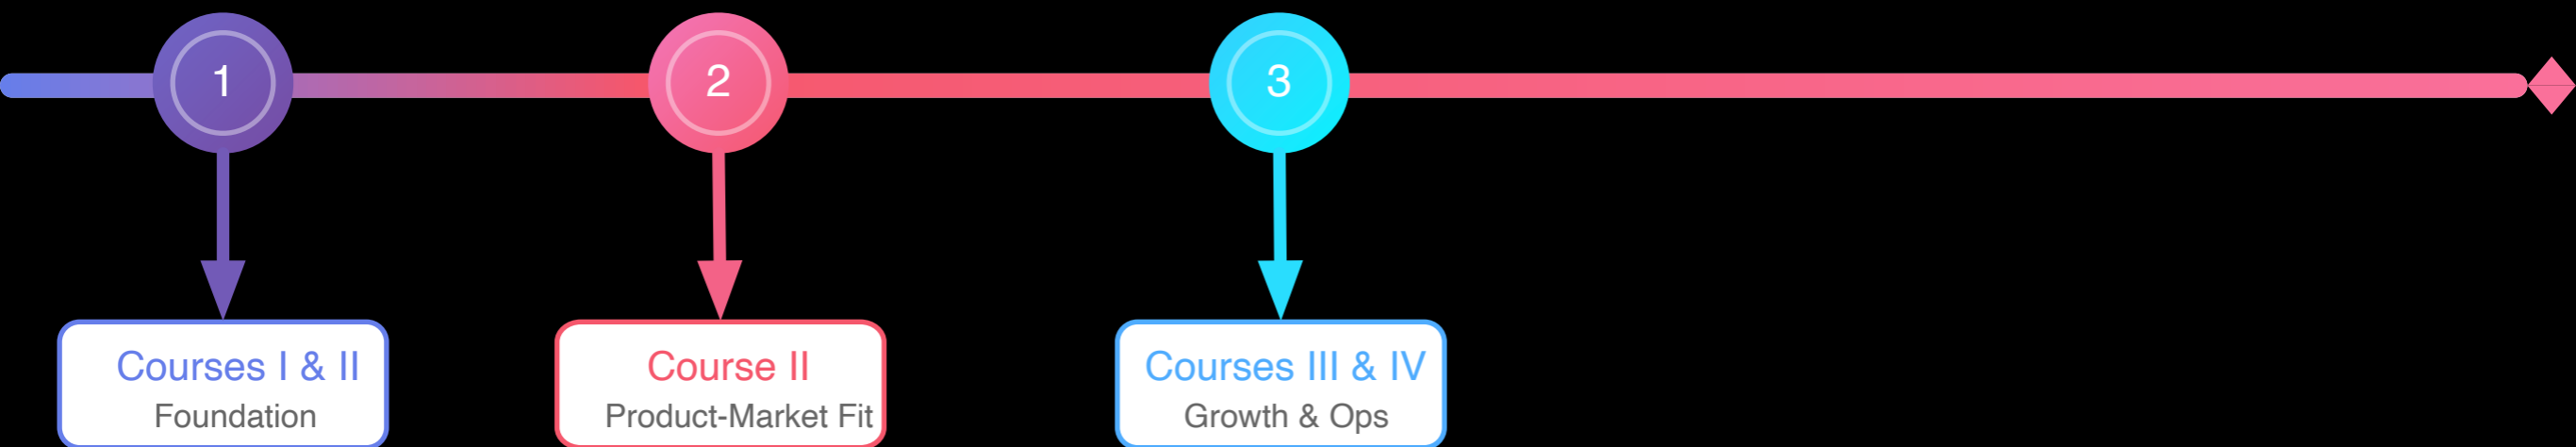 1
2
3
Courses I & II
Foundation
Course II
Product-Market Fit
Courses III & IV
Growth & Ops